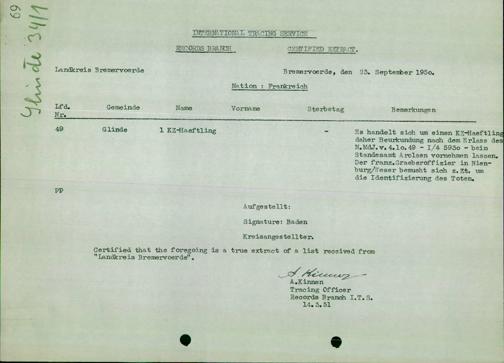 69
Glinde 34/1
INTERNATIONAL TRACING SERVICE
RECORDS BRANCH CERTIFIED EXTRACT.
Landkreis Bremervoerde Bremervoerde, den 23. September 1950.
Nation : Frankreich
Lfd. Nr. Gemeinde Name Vorname Sterbetag Bemerkungen
49 Glinde 1 KZ-Haeftling - Es handelt sich um einen KZ-Haeftling
daher Beurkundung nach dem Erlass des
N.MdJ.v.4.10.49 - I/4 5930 - beim
Standesamt Arolsen vornehmen lassen.
Der franz.Graeberoffizier in Nien-
burg/Weser bemueht sich z.Zt. um
die Identifizierung des Toten.
PP
Aufgestellt:
Signature: Baden
Kreisangestellter.
Certified that the foregoing is a true extract of a list received from
"Landkreis Bremervoerde".
A. Kinnen
A.Kinnen
Tracing Officer
Records Branch I.T.S.
14.3.51